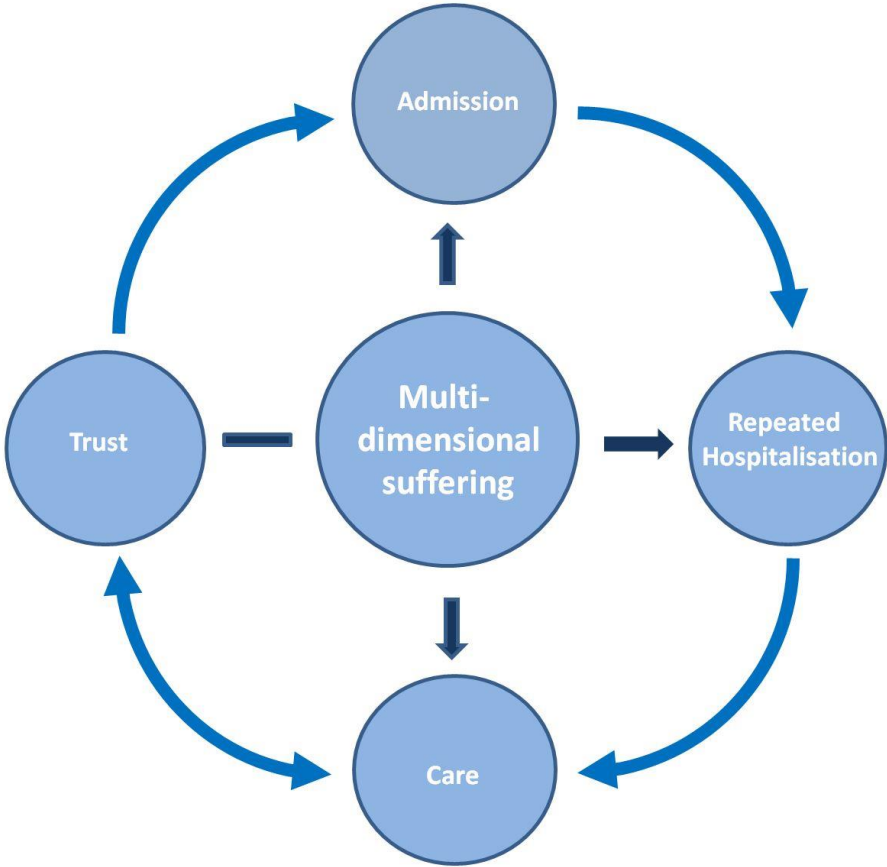 Admission
Trust
Multi-
dimensional
suffering
Repeated
Hospitalisation
Care